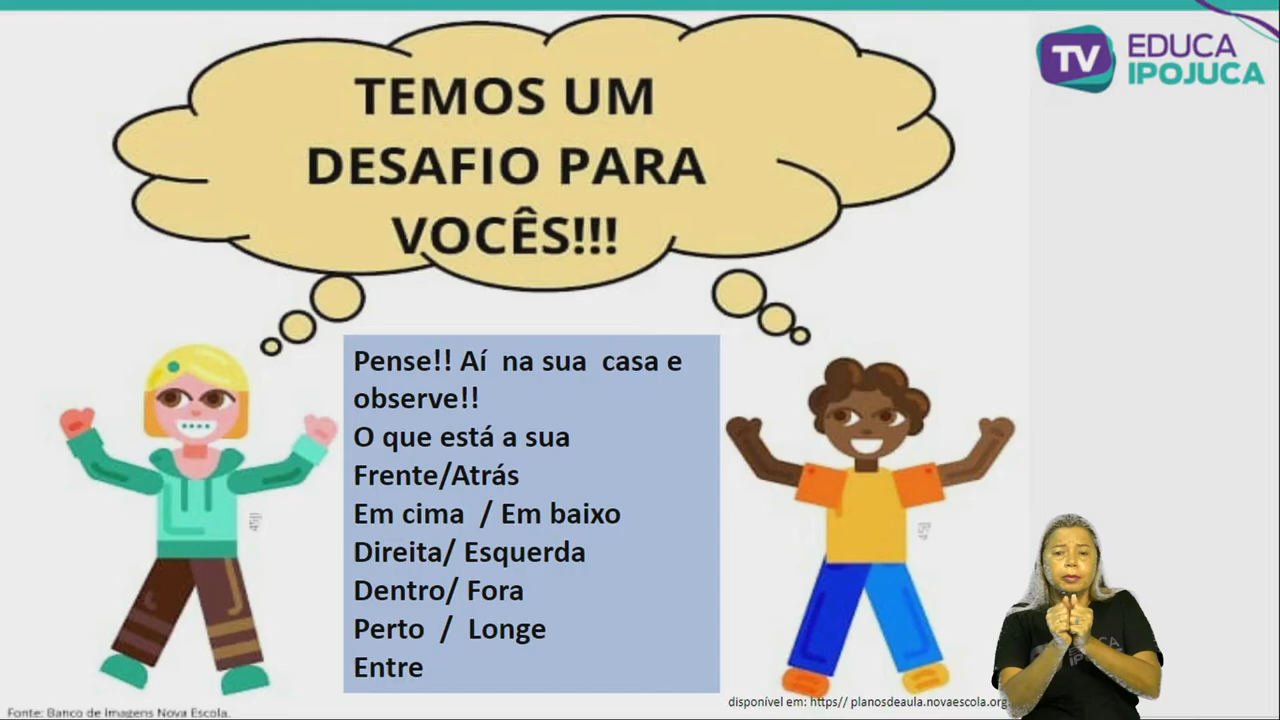 TV EDUCA
IPOJUCA
TEMOS UM
DESAFIO PARA
VOCÊS!!!
Pense!! Aí na sua casa e
observe!!
O que está a sua
Frente/Atrás
Em cima / Em baixo
Direita/ Esquerda
Dentro/ Fora
Perto / Longe
Entre
EDUCA
disponível em: https// planosdeaula.novaescola.org
Fonte: Banco de Imagens Nova Escola.